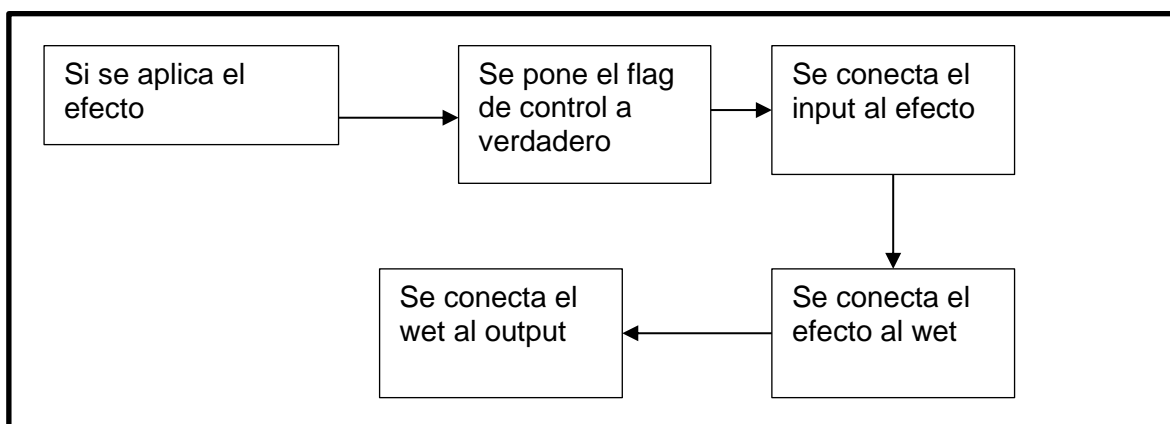 Si se aplica el
efecto
Se pone el flag
de control a
verdadero
Se conecta el
input al efecto
Se conecta el
efecto al wet
Se conecta el
wet al output